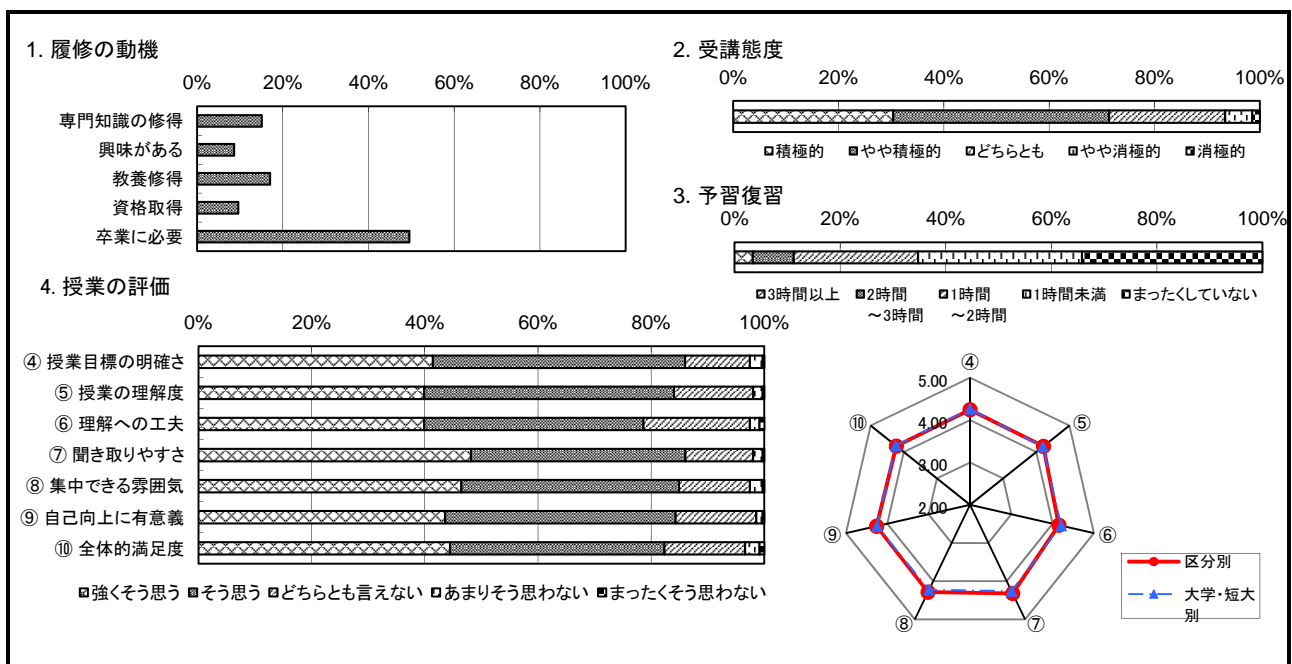 1. 履修の動機
0% 20% 40% 60% 80% 100%
専門知識の修得
興味がある
教養修得
資格取得
卒業に必要
2. 受講態度
0% 20% 40% 60% 80% 100%
積極的 やや積極的 どちらとも やや消極的 消極的
3. 予習復習
0% 20% 40% 60% 80% 100%
3時間以上 2時間 1時間 1時間未満 まったくしていない
～3時間 ～2時間
4. 授業の評価
0% 20% 40% 60% 80% 100%
④ 授業目標の明確さ
⑤ 授業の理解度
⑥ 理解への工夫
⑦ 聞き取りやすさ
⑧ 集中できる雰囲気
⑨ 自己向上に有意義
⑩ 全体的満足度
強くそう思う そう思う どちらとも言えない あまりそう思わない まったくそう思わない
④
5.00
⑩ 4.00 ⑤
3.00
2.00
⑨ ⑥
⑧ ⑦
区分別
大学・短大
別